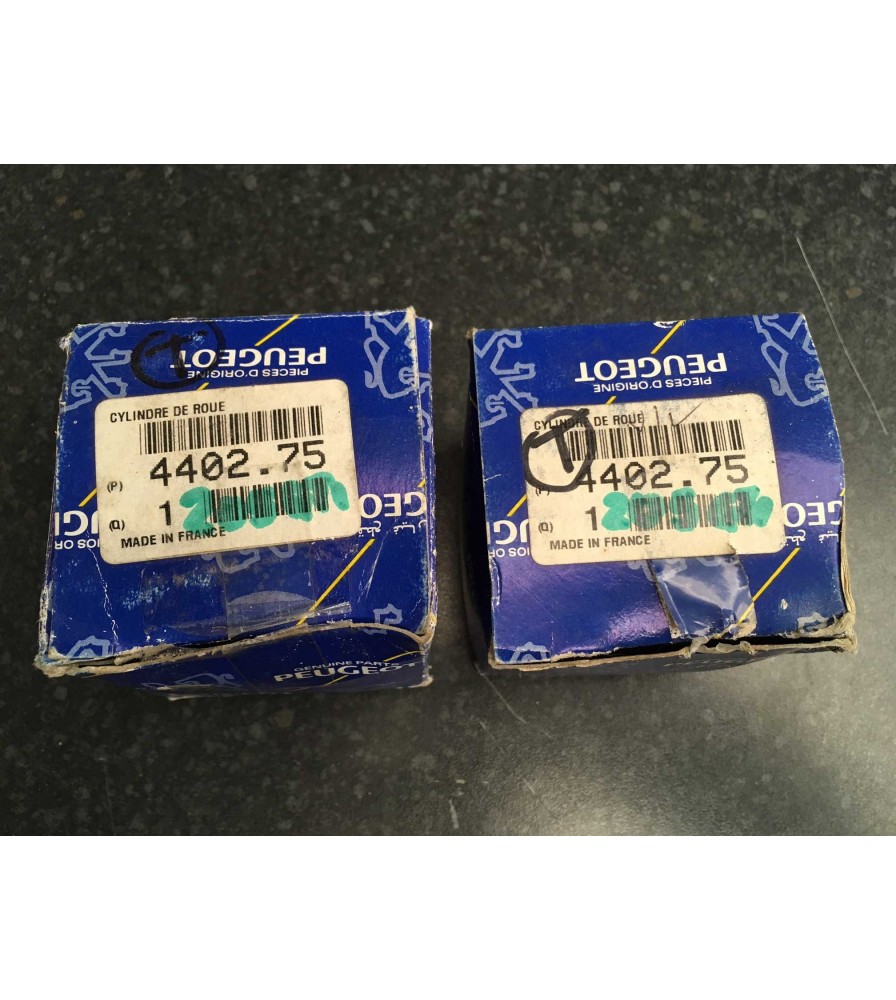 PEUGEOT
PIECES D'ORIGINE
CYLINDRE DE ROUE
(P) 4402.75
(Q) 1
MADE IN FRANCE
GENUINE PARTS
PEUGEOT
PEUGEOT
PIECES D'ORIGINE
CYLINDRE DE ROUE
4402.75
(Q) 1
MADE IN FRANCE